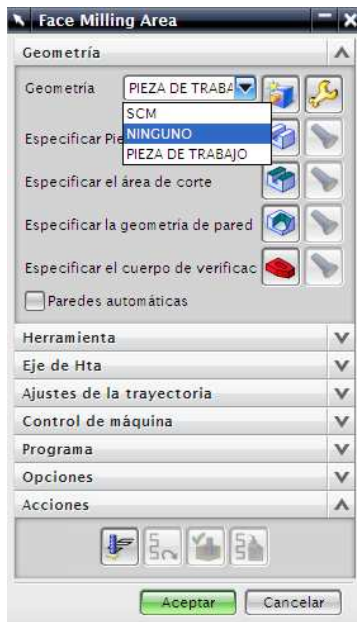 Face Milling Area
Geometría
Geometría PIEZA DE TRABA
SCM
NINGUNO
Especificar Pie
PIEZA DE TRABAJO
Especificar el área de corte
Especificar la geometría de pared
Especificar el cuerpo de verificac
Paredes automáticas
Herramienta
Eje de Hta
Ajustes de la trayectoria
Control de máquina
Programa
Opciones
Acciones
Aceptar Cancelar